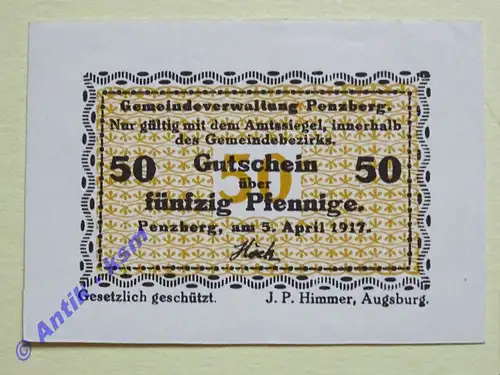 Gemeindeverwaltung Penzberg.
Nur gültig mit dem Amtssiegel, innerhalb
des Gemeindebezirks.
50 Gutschein 50
über
50
fünfzig Pfennige.
Penzberg, am 5. April 1917.
Gesetzlich geschützt. J. P. Himmer, Augsburg.
© Antik ksm